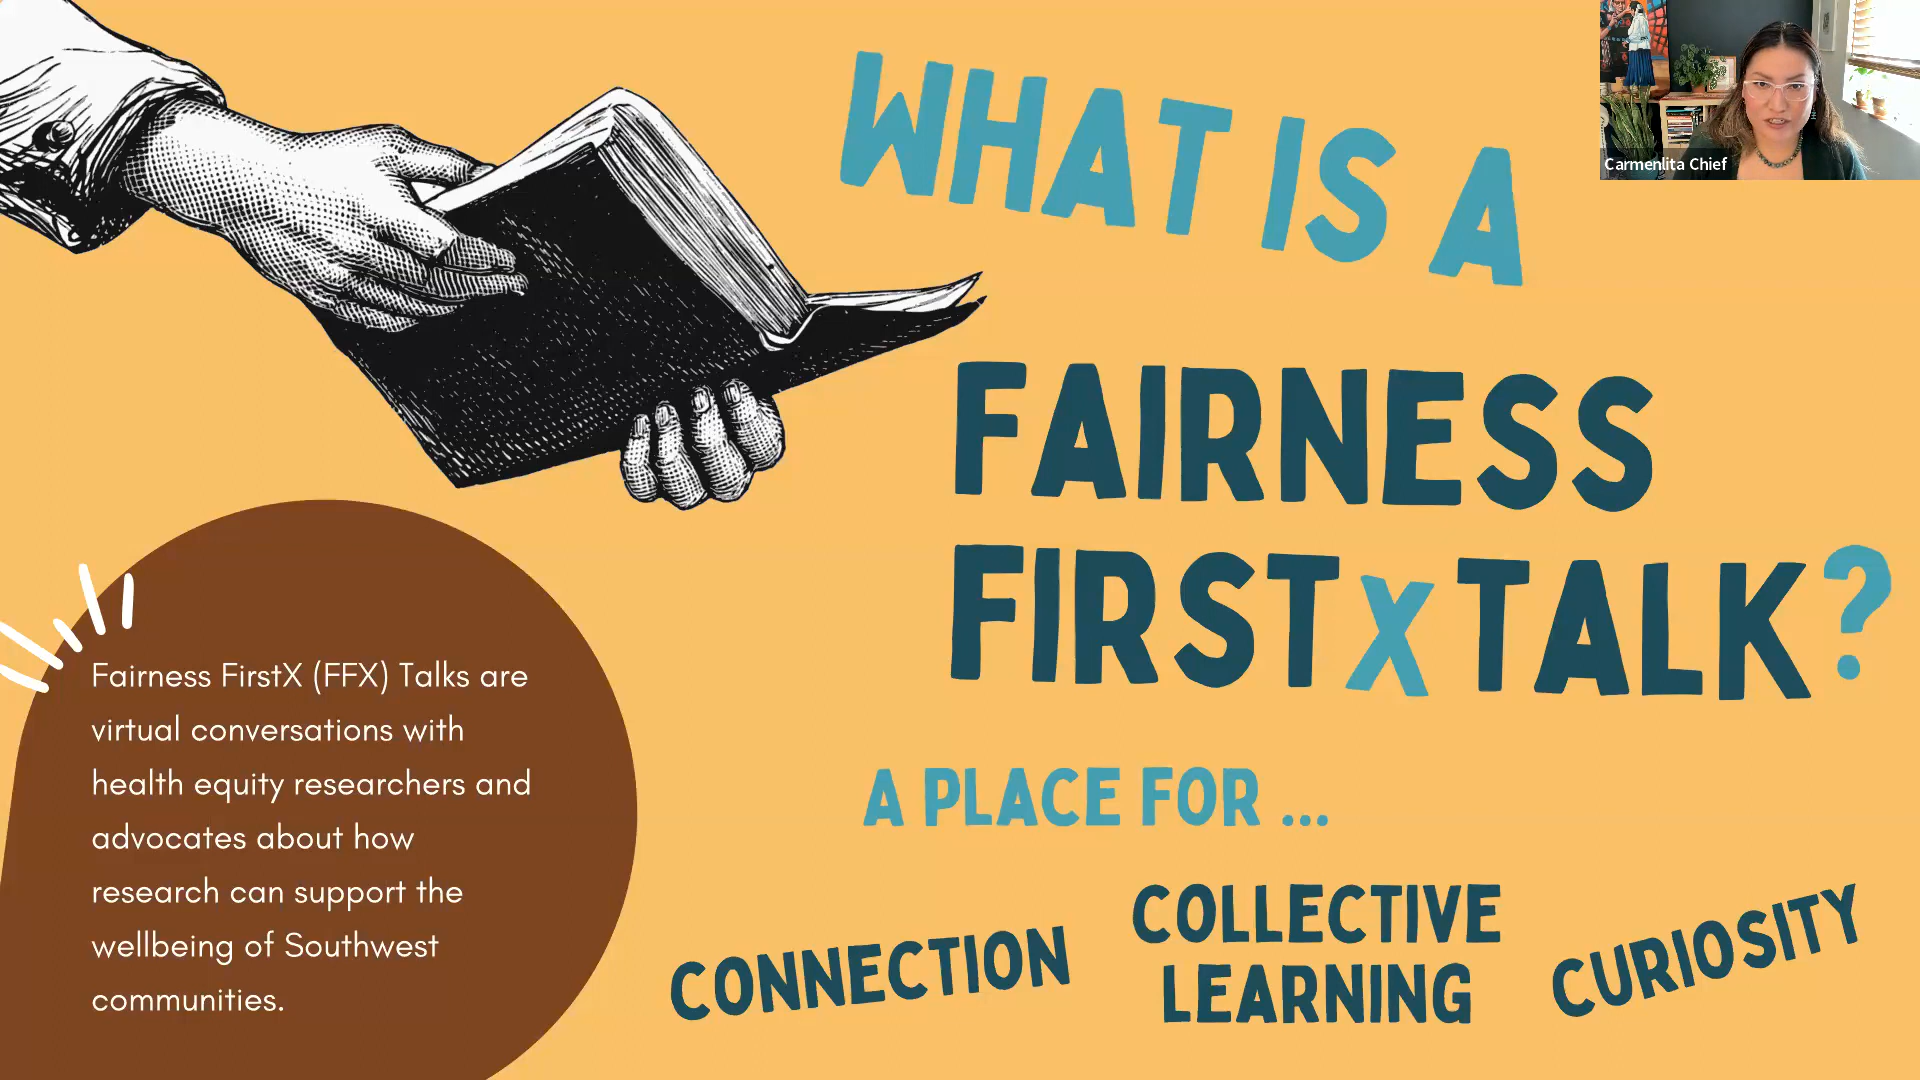 WHAT IS A
FAIRNESS
FIRSTXTALK?
A PLACE FOR ...
CONNECTION
COLLECTIVE
LEARNING
CURIOSITY
Fairness FirstX (FFX) Talks are
virtual conversations with
health equity researchers and
advocates about how
research can support the
wellbeing of Southwest
communities.
Carmenlita Chief